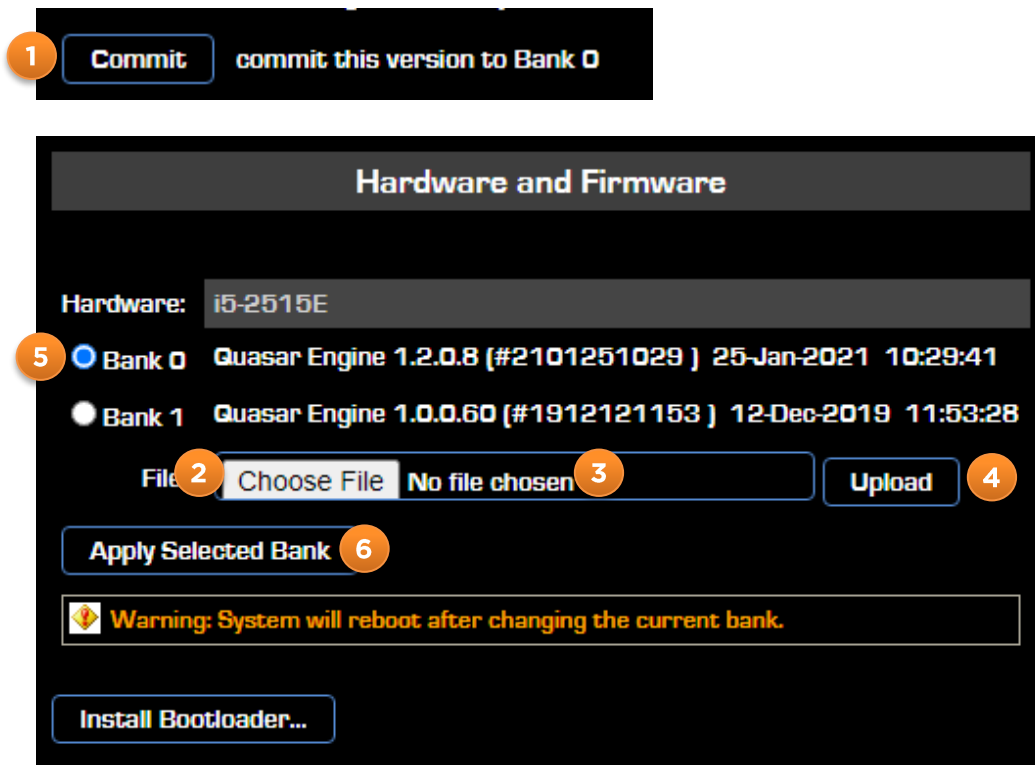 1 Commit commit this version to Bank 0
Hardware and Firmware
Hardware: i5-2515E
5 Bank 0 Quasar Engine 1.2.0.8 (#2101251029 ) 25-Jan-2021 10:29:41
Bank 1 Quasar Engine 1.0.0.60 (#1912121153 ) 12-Dec-2019 11:53:28
File 2 Choose File No file chosen 3 Upload 4
Apply Selected Bank 6
Warning: System will reboot after changing the current bank.
Install Bootloader...